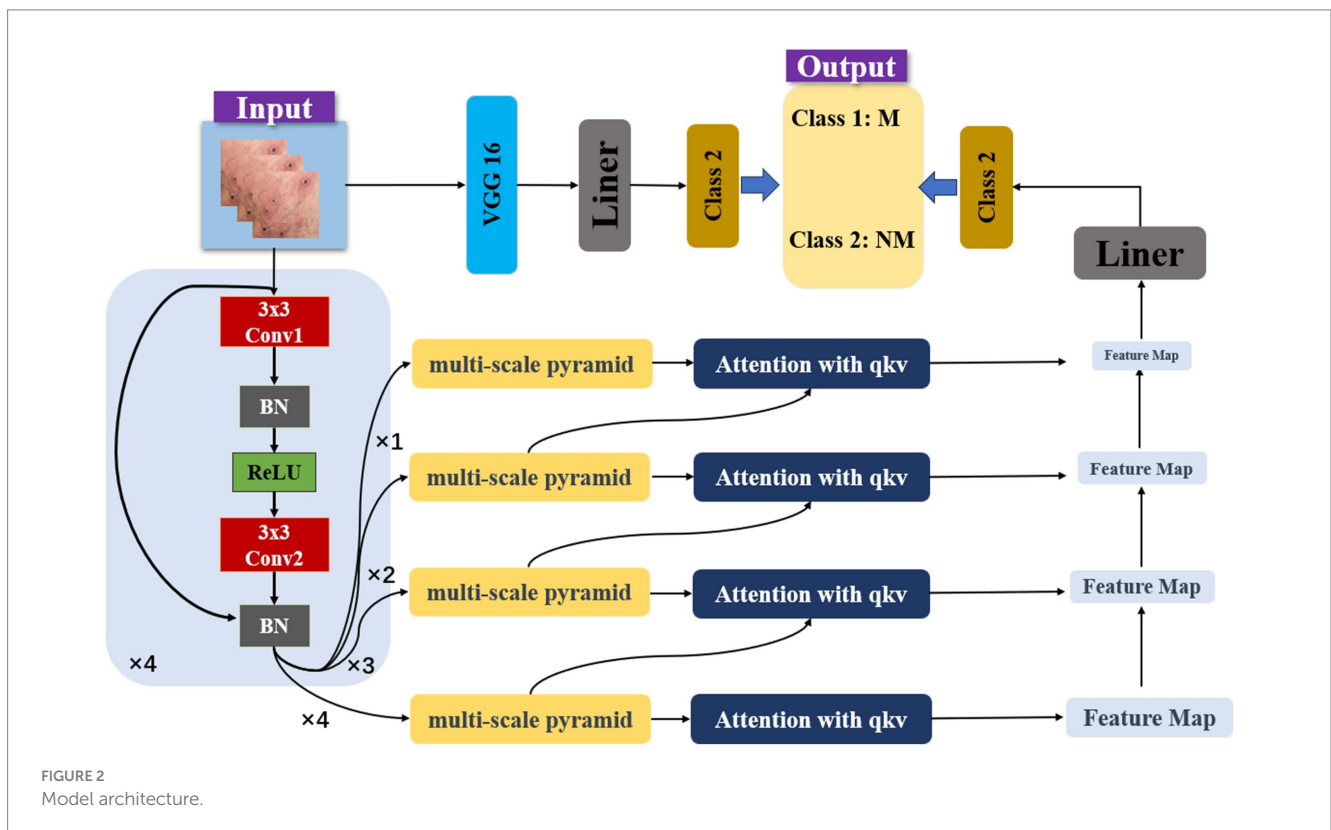 Input
Output
VGG 16
Liner
Class 2
Class 1: M
Class 2: NM
Class 2
Liner
3x3
Conv1
BN
ReLU
3x3
Conv2
BN
×4
×1
×2
×3
×4
multi-scale pyramid
Attention with qkv
Feature Map
multi-scale pyramid
Attention with qkv
Feature Map
multi-scale pyramid
Attention with qkv
Feature Map
multi-scale pyramid
Attention with qkv
Feature Map
FIGURE 2
Model architecture.